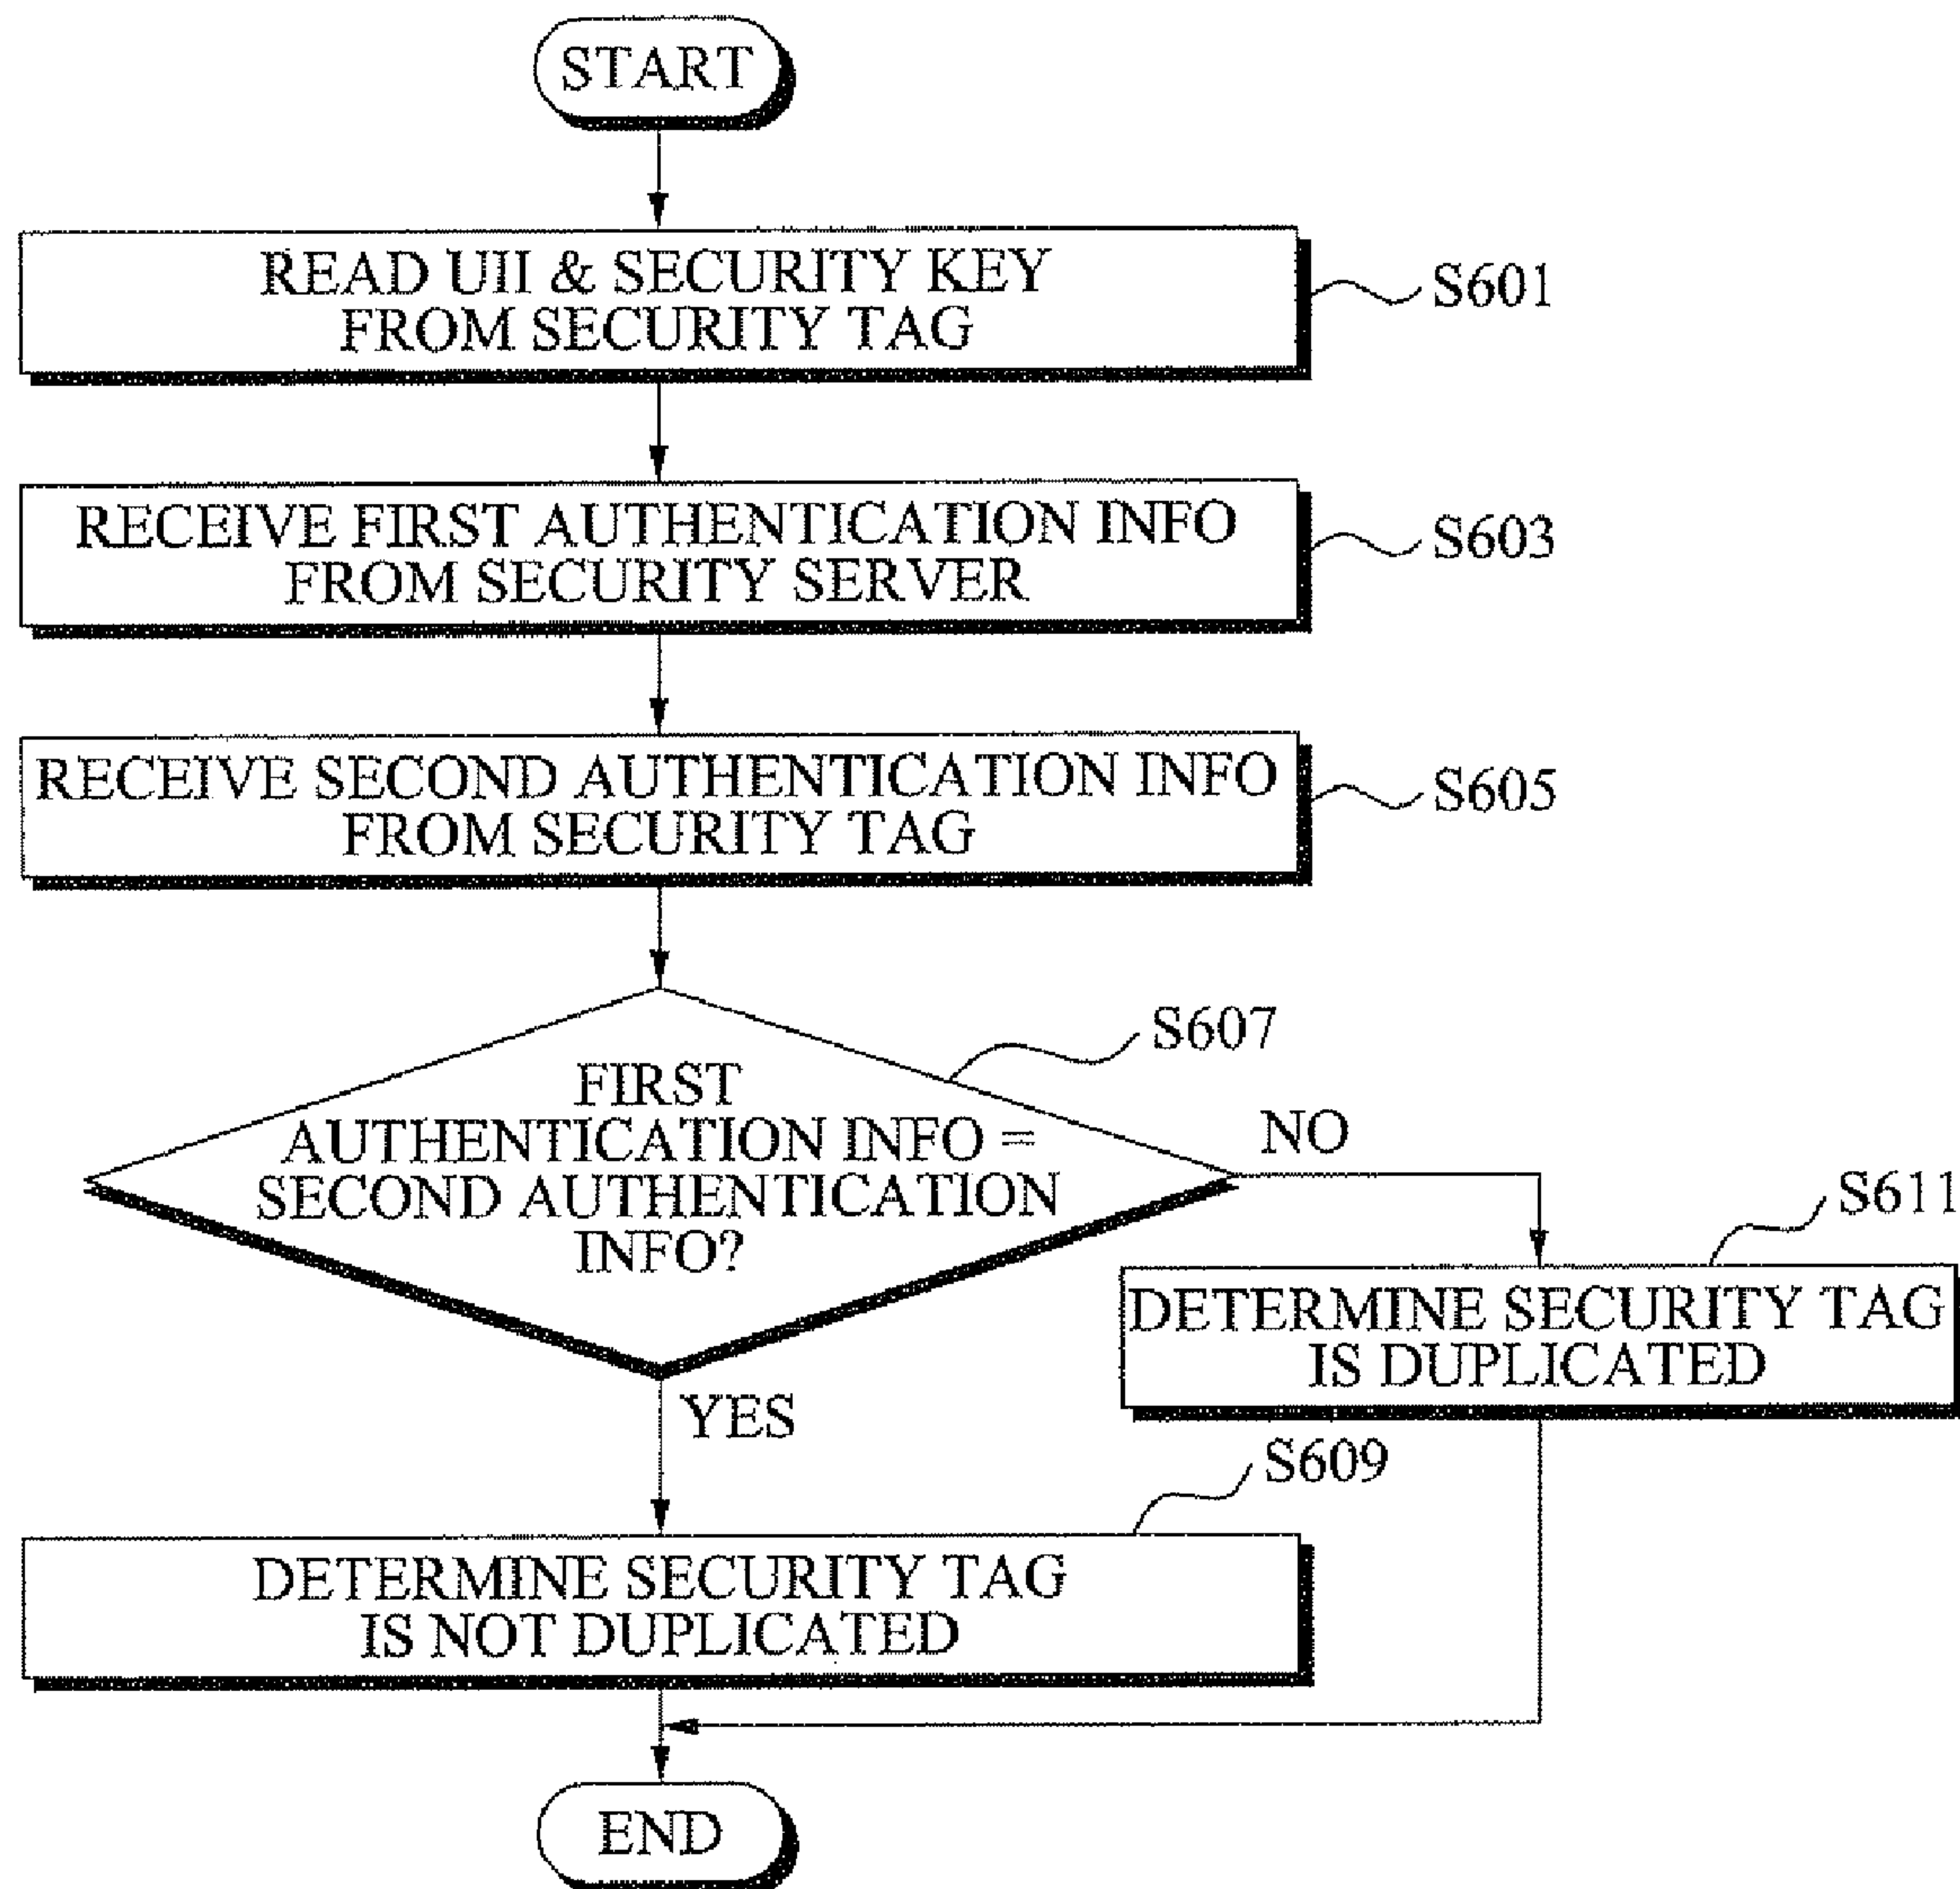 START
READ UII & SECURITY KEY
FROM SECURITY TAG
S601
RECEIVE FIRST AUTHENTICATION INFO
FROM SECURITY SERVER
S603
RECEIVE SECOND AUTHENTICATION INFO
FROM SECURITY TAG
S605
S607
FIRST
AUTHENTICATION INFO =
SECOND AUTHENTICATION
INFO?
NO
S611
DETERMINE SECURITY TAG
IS DUPLICATED
YES
S609
DETERMINE SECURITY TAG
IS NOT DUPLICATED
END